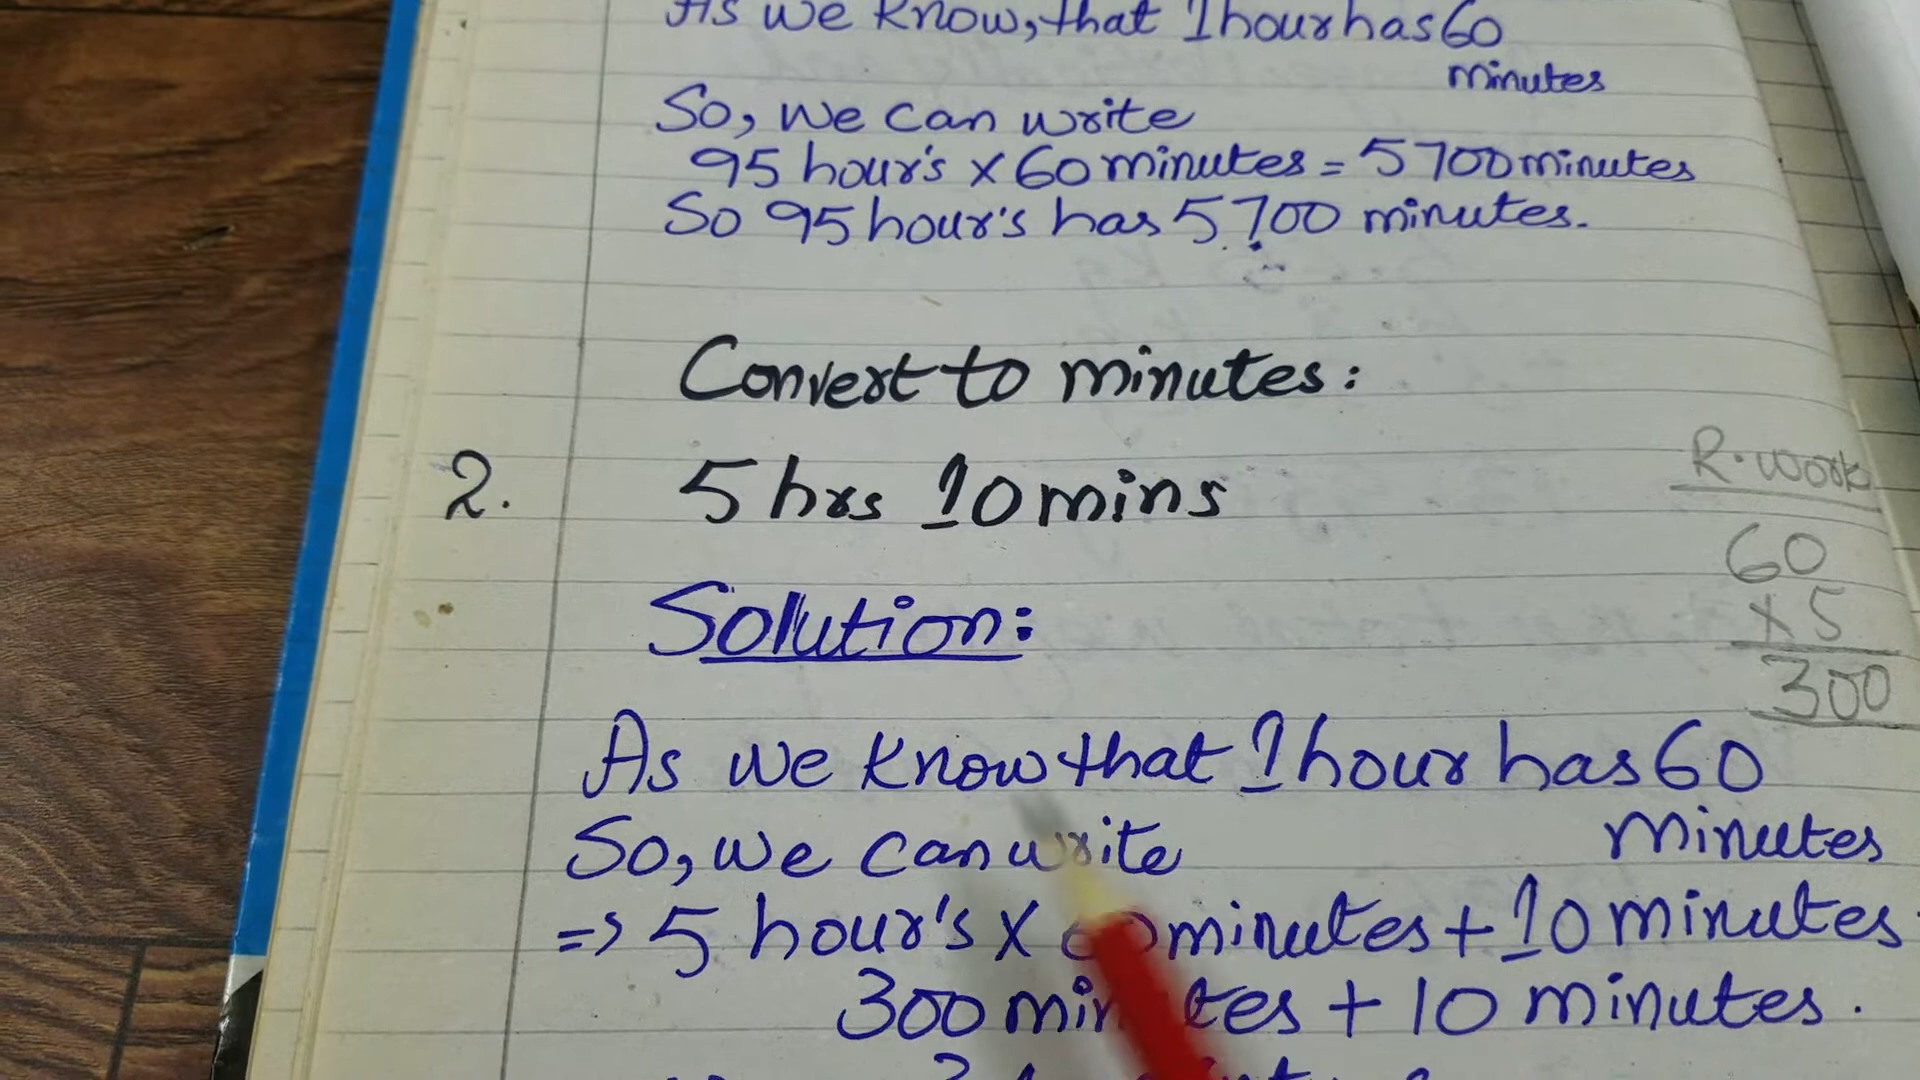 As we know, that 1 hour has 60
minutes
So, we can write
95 hour's x 60 minutes = 5700 minutes
So 95 hour's has 5700 minutes.
Convert to minutes:
2. 5 hrs 10 mins
R.work
60
x 5
300
Solution:
As we know that 1 hour has 60
minutes
So, we can write
=> 5 hour's x 60 minutes + 10 minutes
300 minutes + 10 minutes.